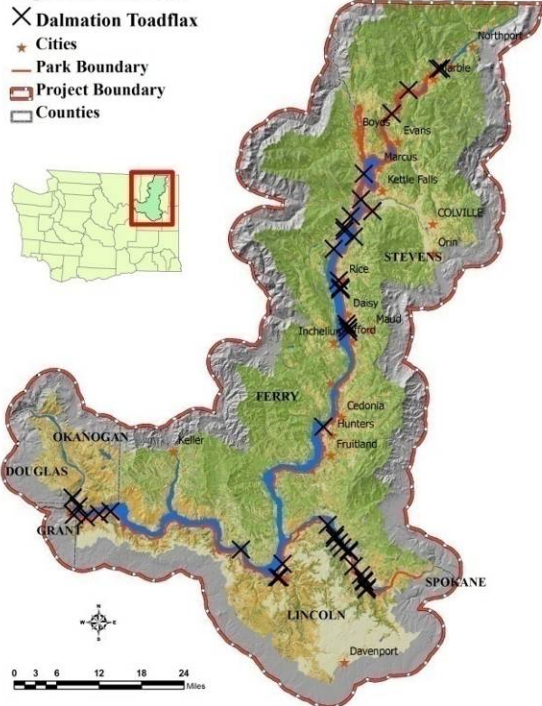 Dalmation Toadflax
Cities
Park Boundary
Project Boundary
Counties
Northport
Boyds
Evans
Marcus
Kettle Falls
COLVILLE
Orin
STEVENS
Rice
Daisy
Maud
FERRY
Cedonia
Hunters
Fruitland
OKANOGAN
Keller
DOUGLAS
GRANT
SPOKANE
LINCOLN
Davenport
N
W E
S
0 3 6 12 18 24
Miles